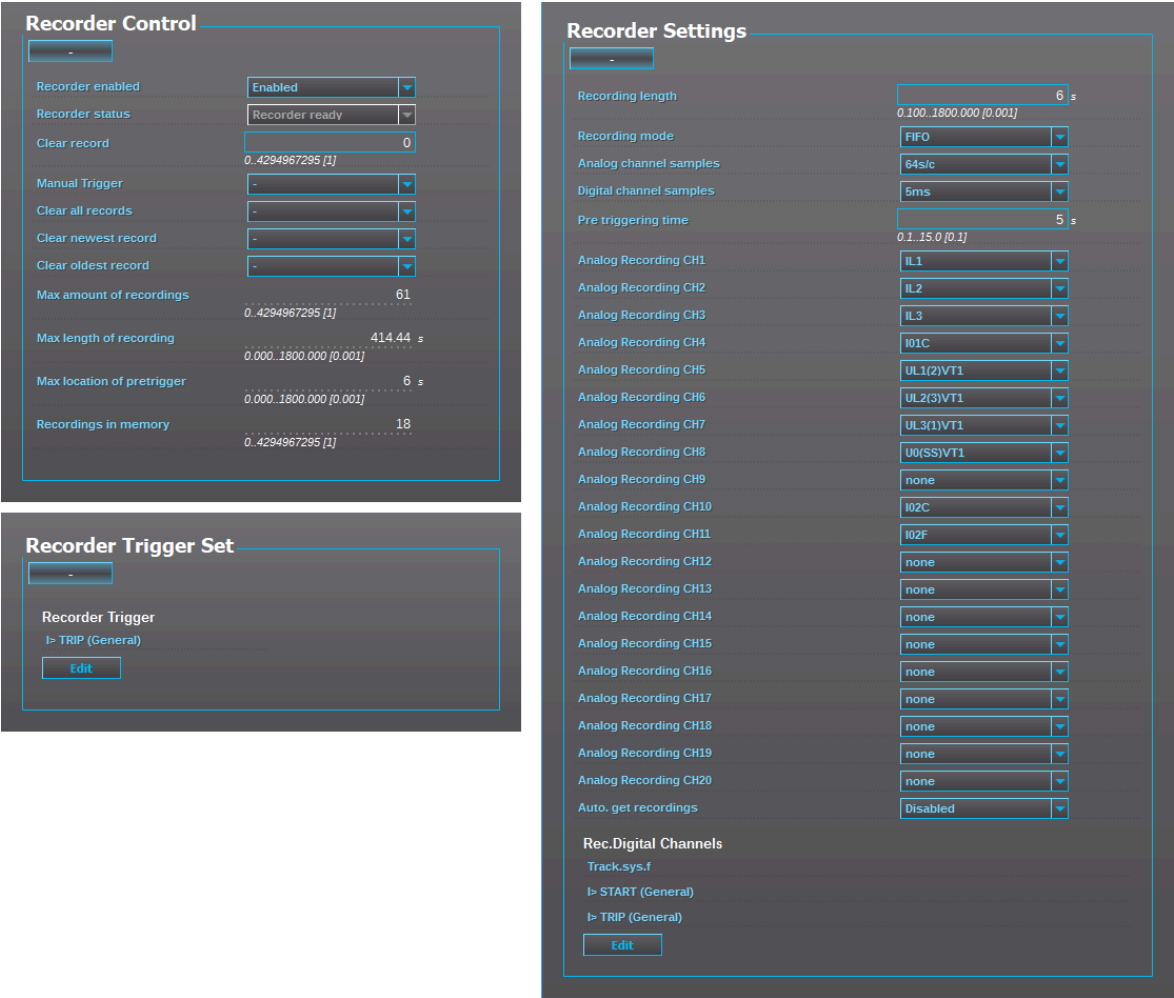 Recorder Control
-
Recorder enabled Enabled
Recorder status Recorder ready
Clear record 0
0..4294967295 [1]
Manual Trigger -
Clear all records -
Clear newest record -
Clear oldest record -
Max amount of recordings 61
0..4294967295 [1]
Max length of recording 414.44 s
0.000..1800.000 [0.001]
Max location of pretrigger 6 s
0.000..1800.000 [0.001]
Recordings in memory 18
0..4294967295 [1]
Recorder Trigger Set
-
Recorder Trigger
I> TRIP (General)
Edit
Recorder Settings
-
Recording length 6 s
0.100..1800.000 [0.001]
Recording mode FIFO
Analog channel samples 64s/c
Digital channel samples 5ms
Pre triggering time 5 s
0.1..15.0 [0.1]
Analog Recording CH1 IL1
Analog Recording CH2 IL2
Analog Recording CH3 IL3
Analog Recording CH4 I01C
Analog Recording CH5 UL1(2)VT1
Analog Recording CH6 UL2(3)VT1
Analog Recording CH7 UL3(1)VT1
Analog Recording CH8 U0(SS)VT1
Analog Recording CH9 none
Analog Recording CH10 I02C
Analog Recording CH11 I02F
Analog Recording CH12 none
Analog Recording CH13 none
Analog Recording CH14 none
Analog Recording CH15 none
Analog Recording CH16 none
Analog Recording CH17 none
Analog Recording CH18 none
Analog Recording CH19 none
Analog Recording CH20 none
Auto. get recordings Disabled
Rec.Digital Channels
Track.sys.f
I> START (General)
I> TRIP (General)
Edit